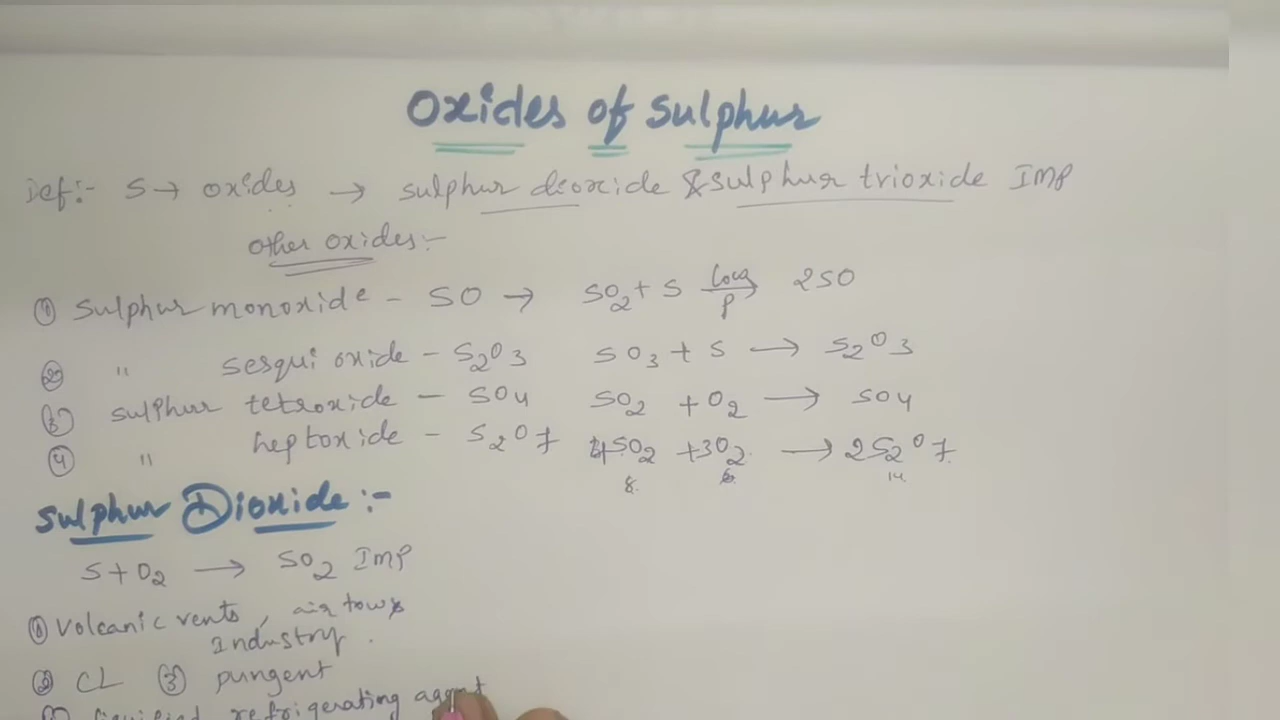 Oxides of Sulphur
Def:- S → oxides → sulphur dioxide & sulphur trioxide IMP
other oxides:-
① Sulphur monoxide - SO → SO2 + S → 2SO
② " sesqui oxide - S2O3 SO3 + S → S2O3
③ sulphur tetroxide - SO4 SO2 + O2 → SO4
④ " heptoxide - S2O7 4SO2 + 3O2 → 2S2O7
8 6 14
Sulphur Dioxide:-
S + O2 → SO2 IMP
① Volcanic vents, air
Industry.
② CL ③ pungent
refrigerating agent